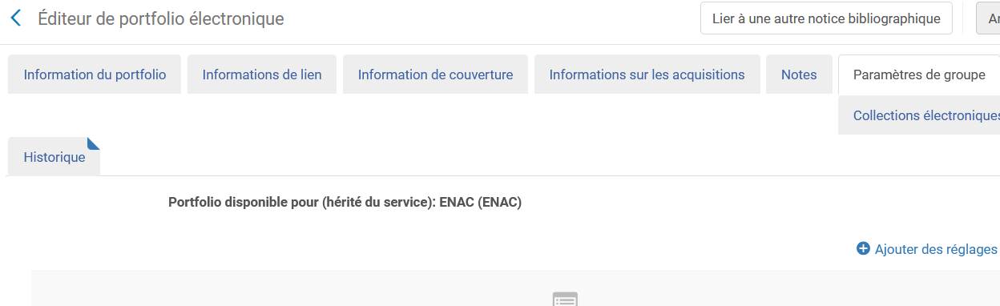 Éditeur de portfolio électronique
Lier à une autre notice bibliographique
Information du portfolio
Informations de lien
Information de couverture
Informations sur les acquisitions
Notes
Paramètres de groupe
Collections électroniques
Historique
Portfolio disponible pour (hérité du service): ENAC (ENAC)
Ajouter des réglages